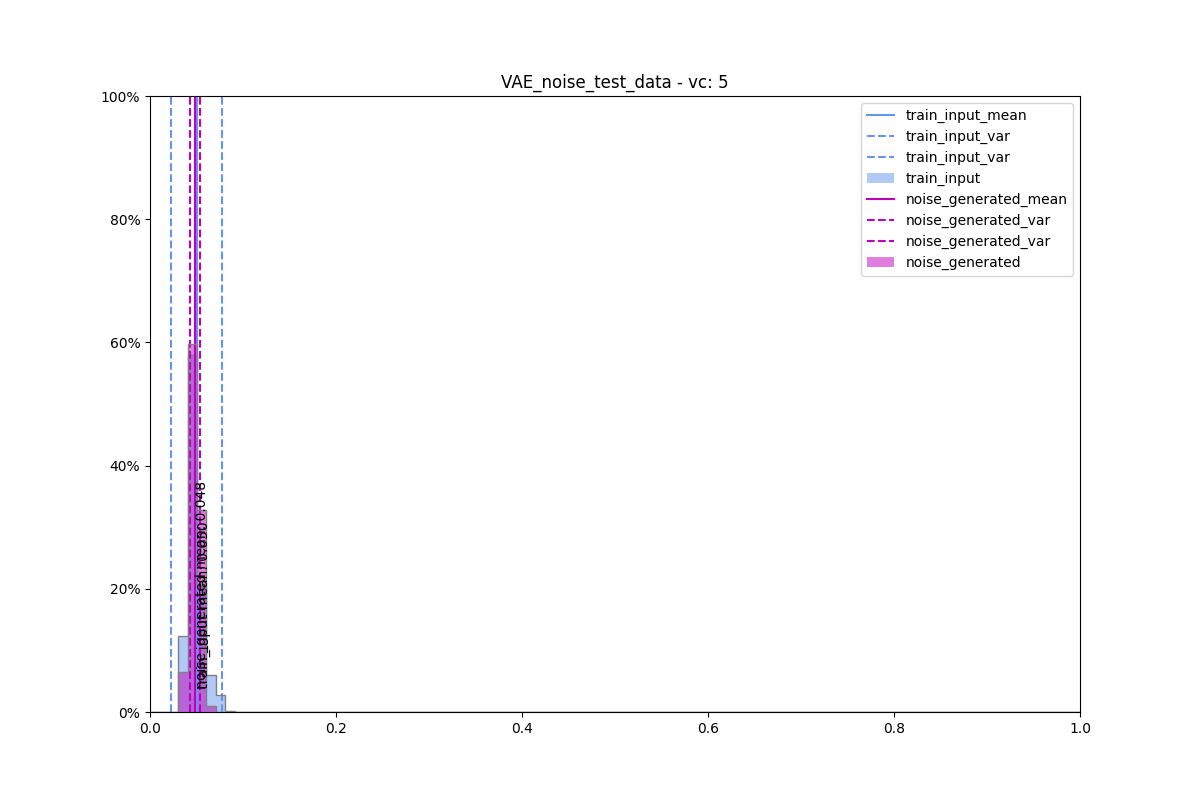 VAE_noise_test_data - vc: 5
100%
80%
60%
40%
20%
0%
0.0
0.2
0.4
0.6
0.8
1.0
train_input_mean
train_input_var
train_input_var
train_input
noise_generated_mean
noise_generated_var
noise_generated_var
noise_generated